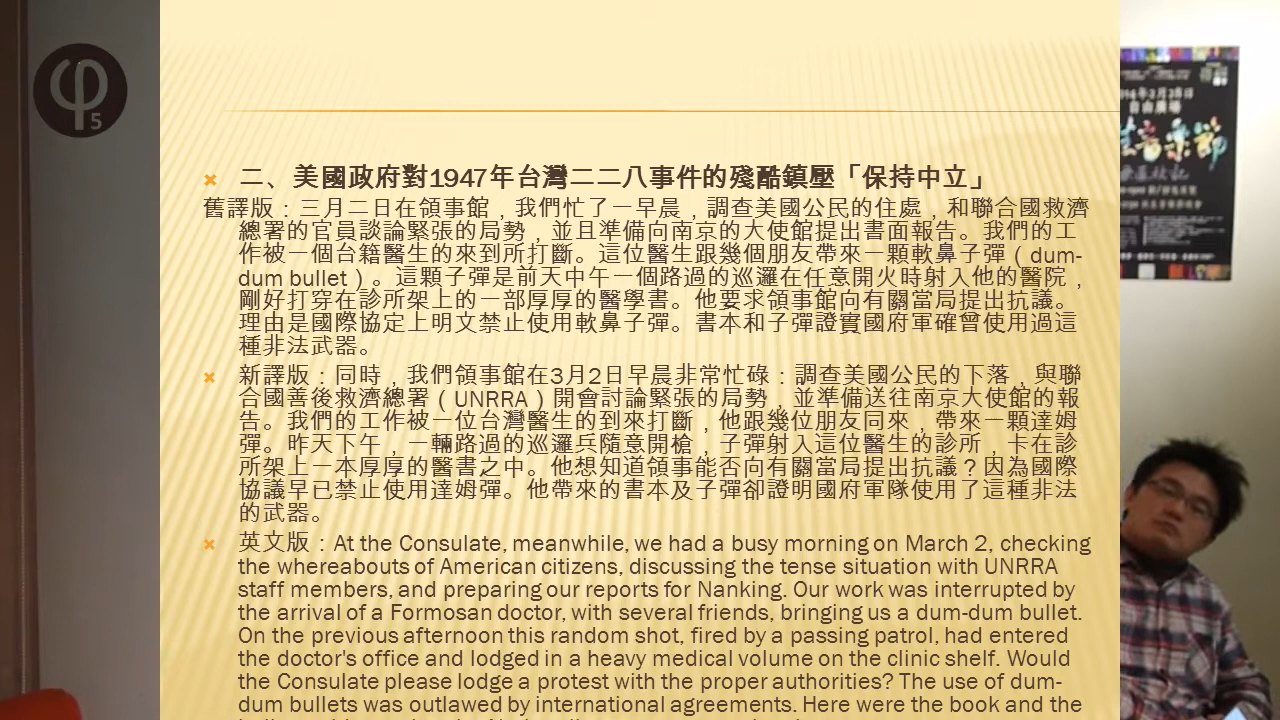 φ5
二、美國政府對1947年台灣二二八事件的殘酷鎮壓「保持中立」
舊譯版：三月二日在領事館，我們忙了一早晨，調查美國公民的住處，和聯合國救濟
總署的官員談論緊張的局勢，並且準備向南京的大使館提出書面報告。我們的工
作被一個台籍醫生的來到所打斷。這位醫生跟幾個朋友帶來一顆軟鼻子彈（dum-
dum bullet）。這顆子彈是前天中午一個路過的巡邏在任意開火時射入他的醫院，
剛好打穿在診所架上的一部厚厚的醫學書。他要求領事館向有關當局提出抗議。
理由是國際協定上明文禁止使用軟鼻子彈。書本和子彈證實國府軍確曾使用過這
種非法武器。
新譯版：同時，我們領事館在3月2日早晨非常忙碌：調查美國公民的下落，與聯
合國善後救濟總署（UNRRA）開會討論緊張的局勢，並準備送往南京大使館的報
告。我們的工作被一位台灣醫生的到來打斷，他跟幾位朋友同來，帶來一顆達姆
彈。昨天下午，一輛路過的巡邏兵隨意開槍，子彈射入這位醫生的診所，卡在診
所架上一本厚厚的醫書之中。他想知道領事能否向有關當局提出抗議？因為國際
協議早已禁止使用達姆彈。他帶來的書本及子彈卻證明國府軍隊使用了這種非法
的武器。
英文版：At the Consulate, meanwhile, we had a busy morning on March 2, checking
the whereabouts of American citizens, discussing the tense situation with UNRRA
staff members, and preparing our reports for Nanking. Our work was interrupted by
the arrival of a Formosan doctor, with several friends, bringing us a dum-dum bullet.
On the previous afternoon this random shot, fired by a passing patrol, had entered
the doctor's office and lodged in a heavy medical volume on the clinic shelf. Would
the Consulate please lodge a protest with the proper authorities? The use of dum-
dum bullets was outlawed by international agreements. Here were the book and the
年2月28日
自由廣場
音樂節